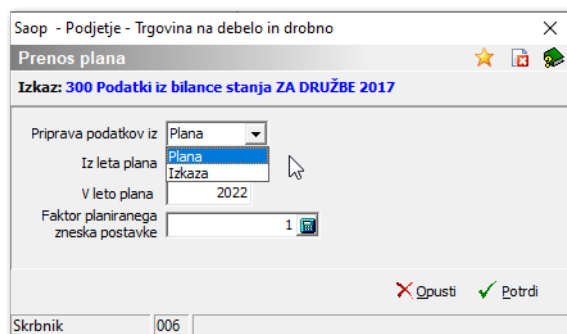 Saop - Podjetje - Trgovina na debelo in drobno
Prenos plana
Izkaz: 300 Podatki iz bilance stanja ZA DRUŽBE 2017
Priprava podatkov iz Plana
Plana
Iz leta plana
Izkaza
V leto plana 2022
Faktor planiranega
zneska postavke 1
Opusti Potrdi
Skrbnik 006